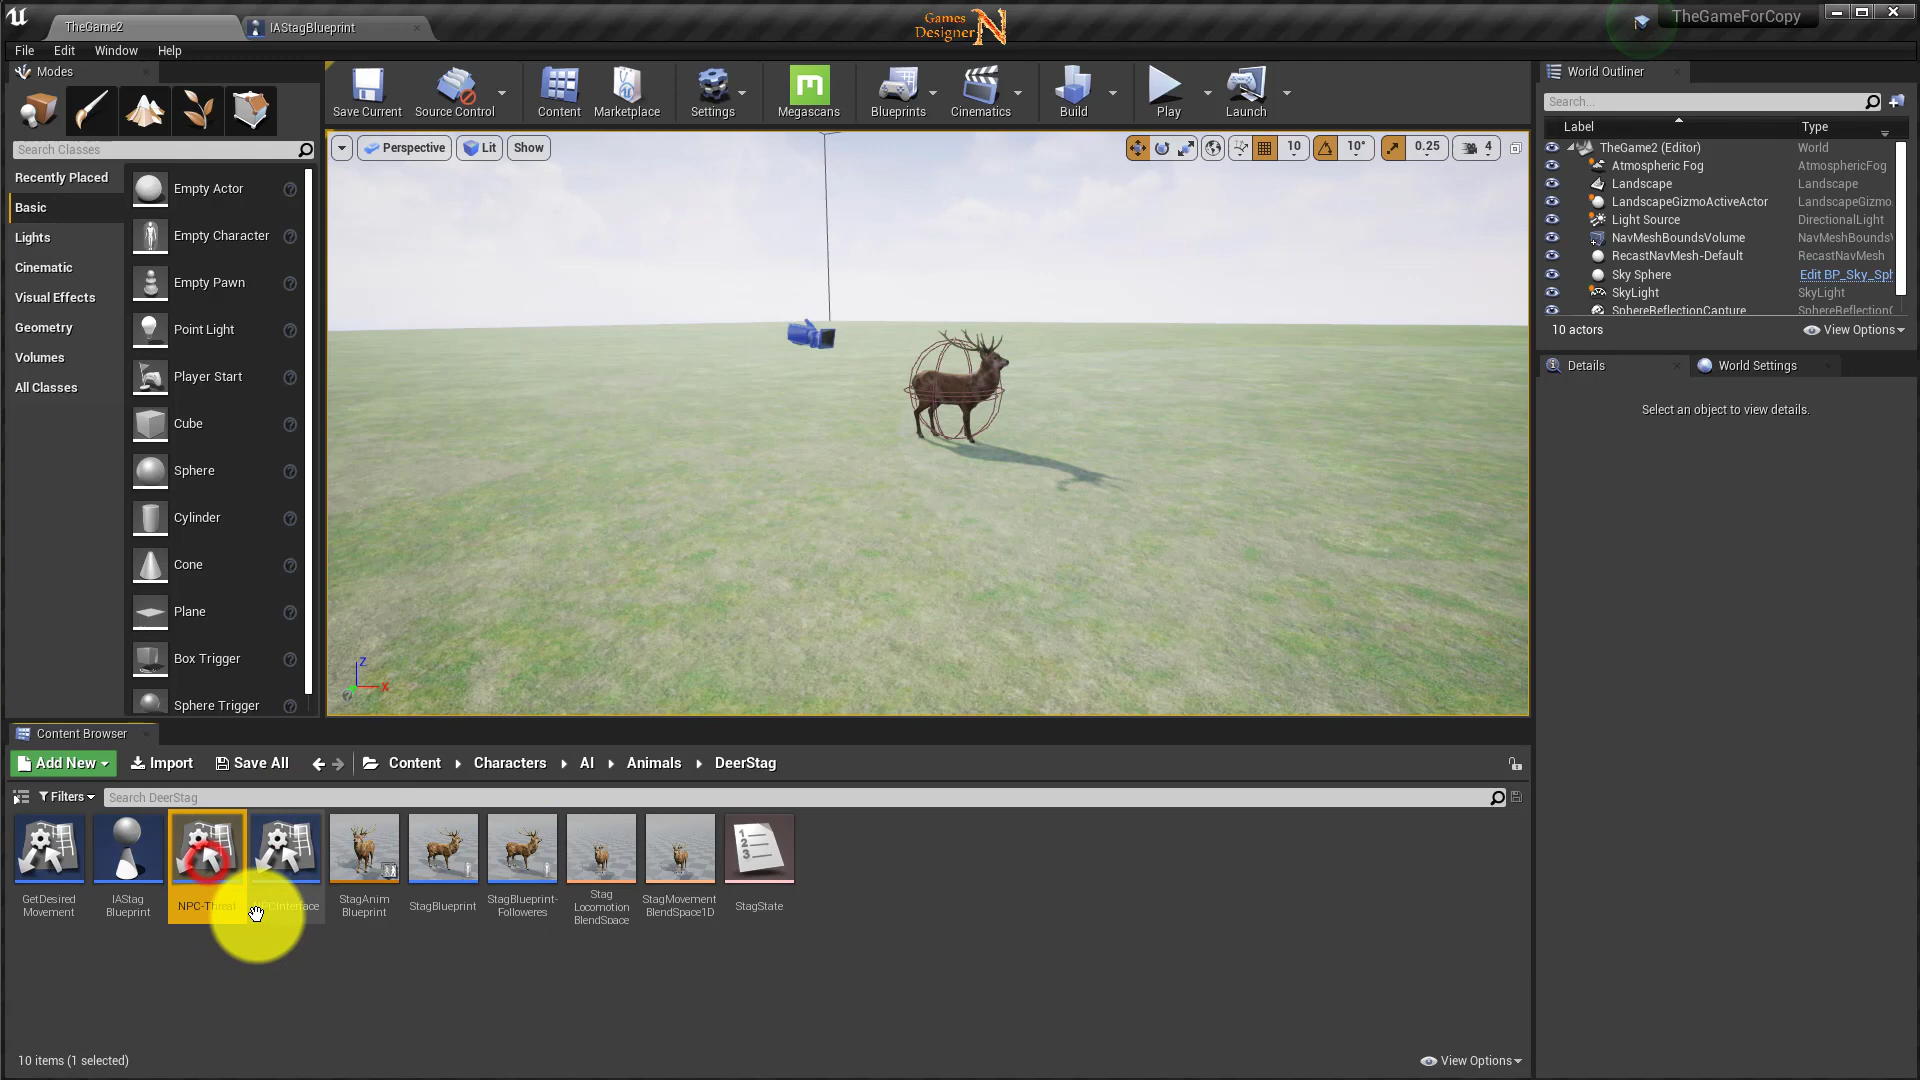 TheGame2
IAStagBlueprint
Games
Designer
N
TheGameForCopy
File Edit Window Help
Modes
Save Current
Source Control
Content
Marketplace
Settings
Megascans
Blueprints
Cinematics
Build
Play
Launch
World Outliner
Search...
Label
Type
Search Classes
Recently Placed
Basic
Lights
Cinematic
Visual Effects
Geometry
Volumes
All Classes
Empty Actor
Empty Character
Empty Pawn
Point Light
Player Start
Cube
Sphere
Cylinder
Cone
Plane
Box Trigger
Sphere Trigger
Perspective
Lit
Show
10
10°
0.25
4
Z
X
TheGame2 (Editor) World
Atmospheric Fog AtmosphericFog
Landscape Landscape
LandscapeGizmoActiveActor LandscapeGizmo
Light Source DirectionalLight
NavMeshBoundsVolume NavMeshBoundsV
RecastNavMesh-Default RecastNavMesh
Sky Sphere Edit BP_Sky_Sph
SkyLight SkyLight
SphereReflectionCapture SphereReflectionC
10 actors
View Options
Details
World Settings
Select an object to view details.
Content Browser
Add New
Import
Save All
Content
Characters
AI
Animals
DeerStag
Filters
Search DeerStag
GetDesired
Movement
IAStag
Blueprint
NPC-Threat
PCInterface
StagAnim
Blueprint
StagBlueprint
StagBlueprint-
Followeres
Stag
Locomotion
BlendSpace
StagMovement
BlendSpace1D
StagState
10 items (1 selected)
View Options